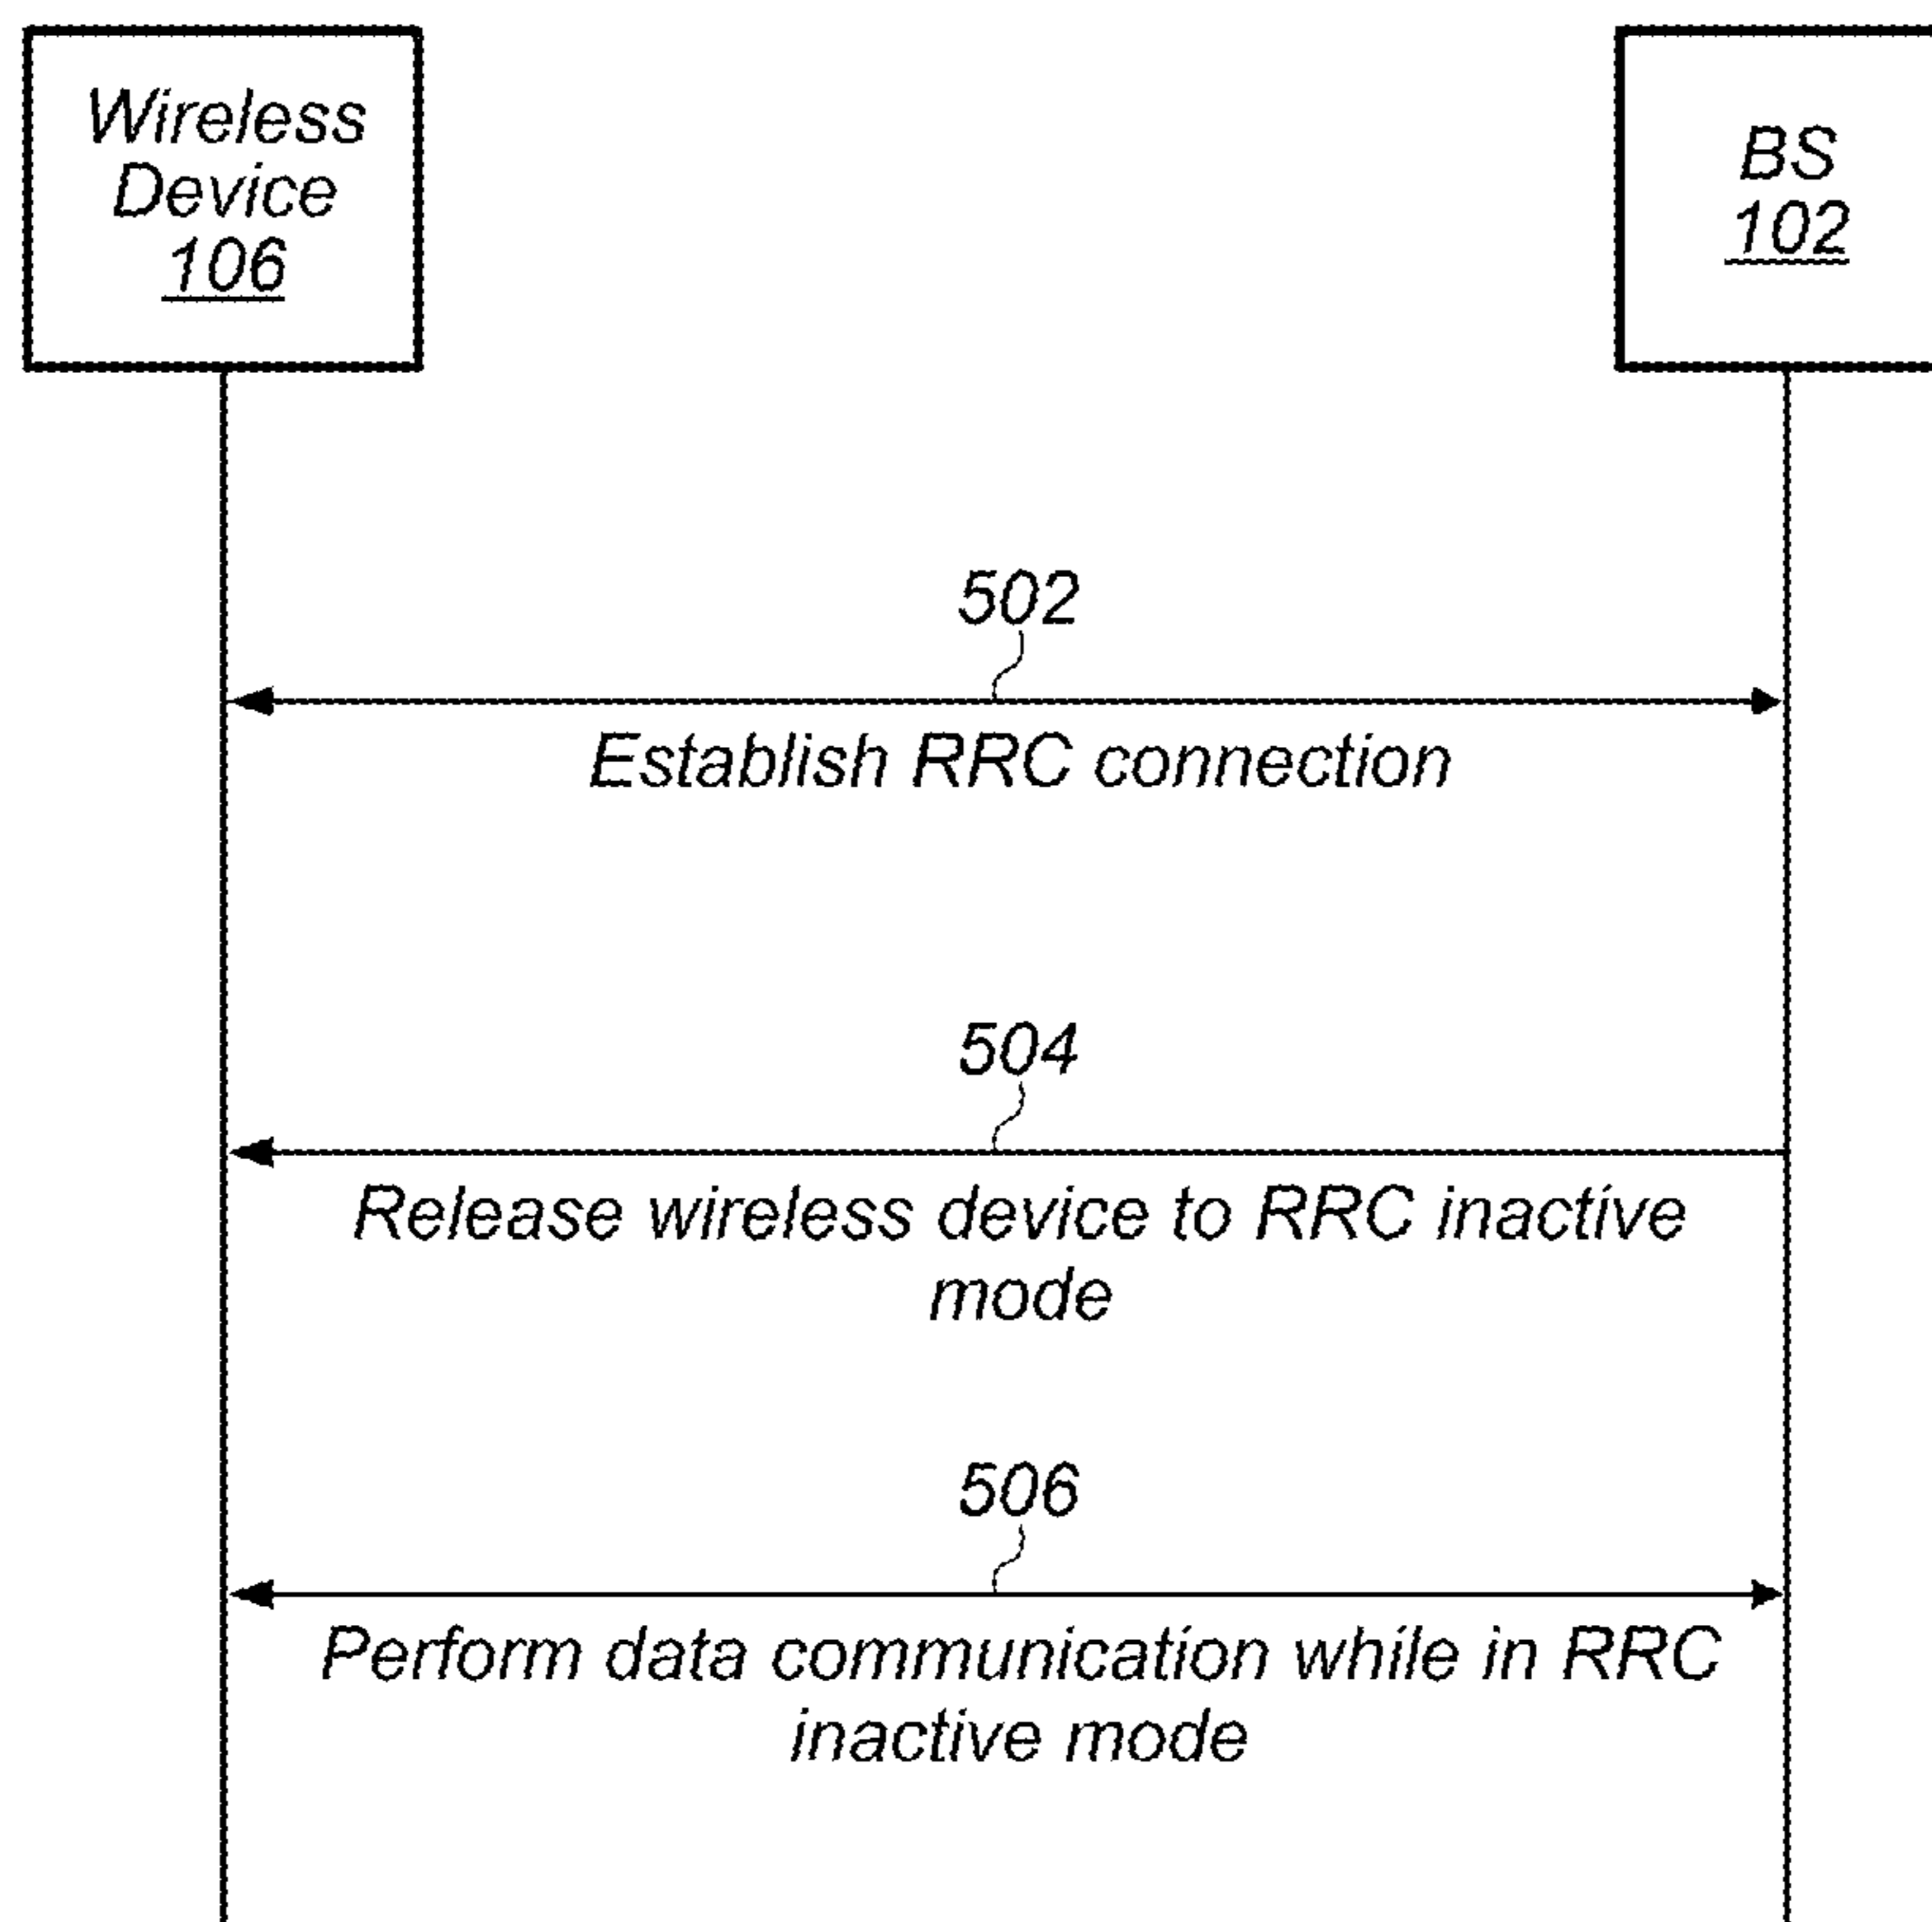 Wireless
Device
106
BS
102
502
Establish RRC connection
504
Release wireless device to RRC inactive
mode
506
Perform data communication while in RRC
inactive mode